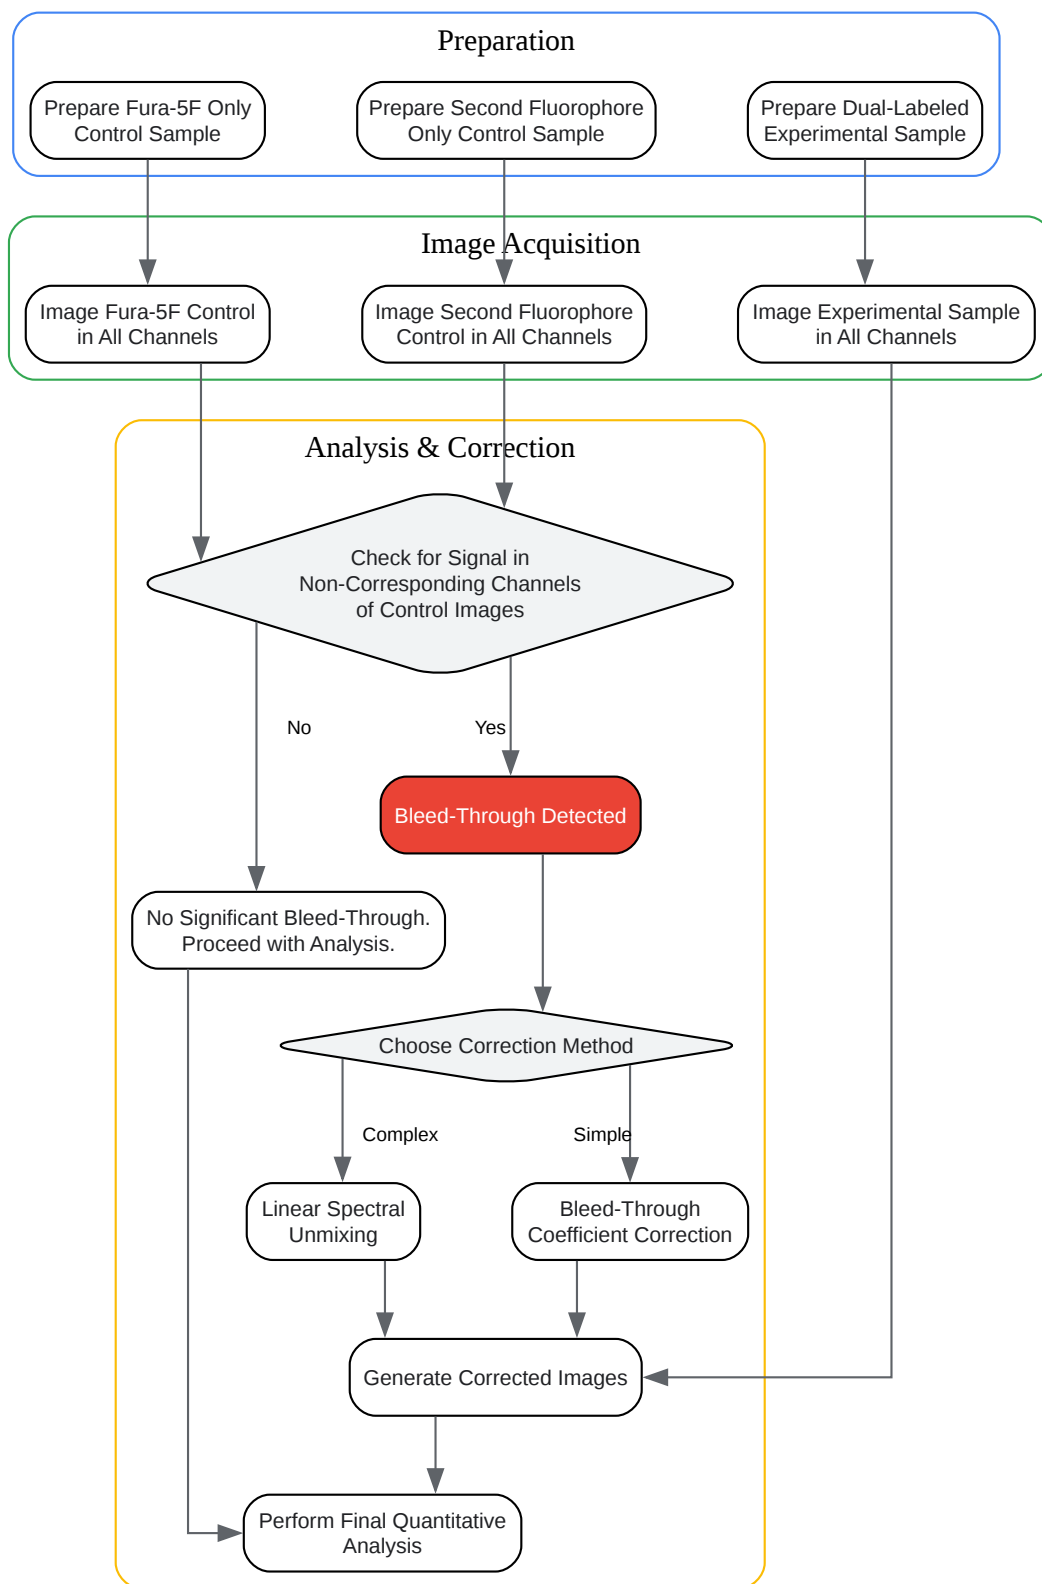 Preparation
Prepare Fura-5F Only
Control Sample
Prepare Second Fluorophore
Only Control Sample
Prepare Dual-Labeled
Experimental Sample
Image Acquisition
Image Fura-5F Control
in All Channels
Image Second Fluorophore
Control in All Channels
Image Experimental Sample
in All Channels
Analysis & Correction
Check for Signal in
Non-Corresponding Channels
of Control Images
No
Yes
Bleed-Through Detected
No Significant Bleed-Through.
Proceed with Analysis.
Choose Correction Method
Complex
Simple
Linear Spectral
Unmixing
Bleed-Through
Coefficient Correction
Generate Corrected Images
Perform Final Quantitative
Analysis